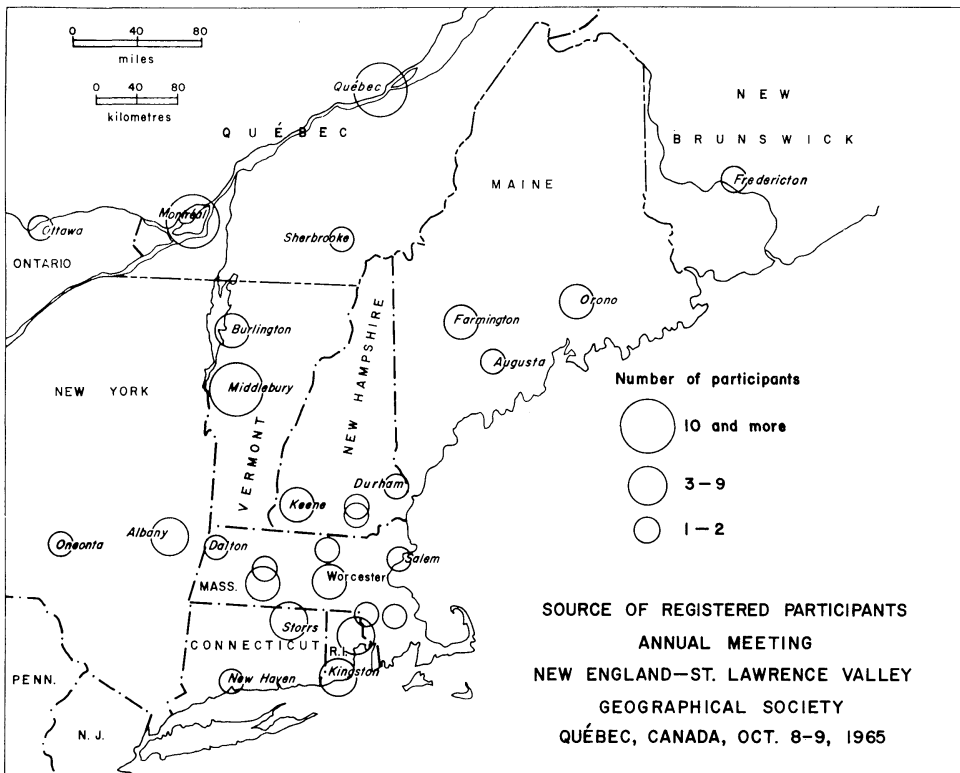 0 40 80
miles
0 40 80
kilometres
Québec
QUÉBEC
NEW
BRUNSWICK
Fredericton
MAINE
Montréal
Ottawa
ONTARIO
Sherbrooke
Orono
Farmington
Augusta
Burlington
Middlebury
NEW YORK
VERMONT
NEW HAMPSHIRE
Durham
Keene
Albany
Oneonta
Dalton
Salem
Worcester
MASS.
Storrs
CONNECTICUT
R.I.
Kingston
New Haven
PENN.
N. J.
Number of participants
10 and more
3–9
1–2
SOURCE OF REGISTERED PARTICIPANTS
ANNUAL MEETING
NEW ENGLAND–ST. LAWRENCE VALLEY
GEOGRAPHICAL SOCIETY
QUÉBEC, CANADA, OCT. 8-9, 1965